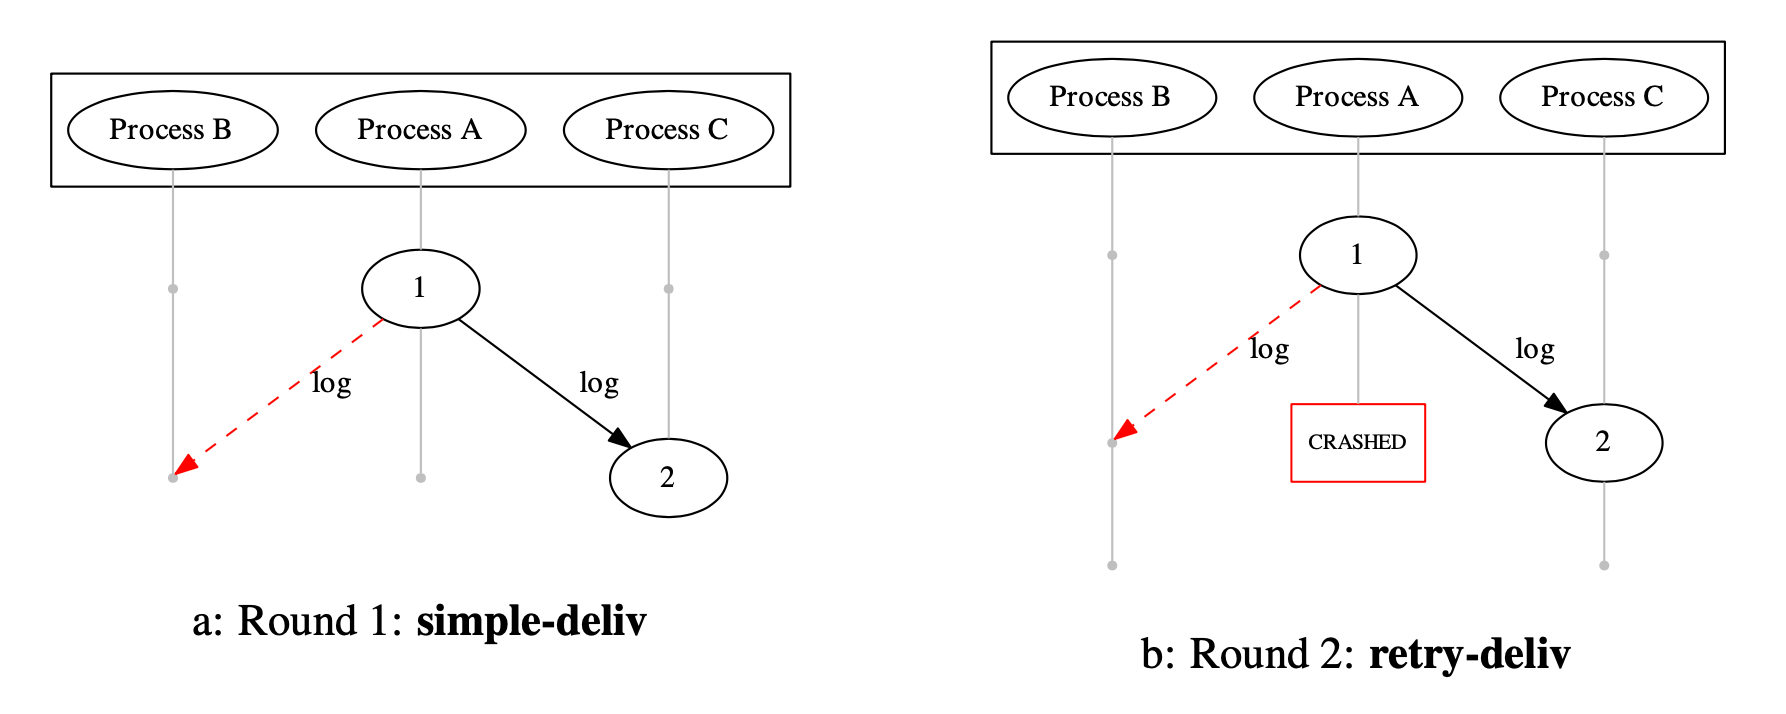 Process B
Process A
Process C
1
log
log
2
a: Round 1: simple-deliv
Process B
Process A
Process C
1
log
log
CRASHED
2
b: Round 2: retry-deliv